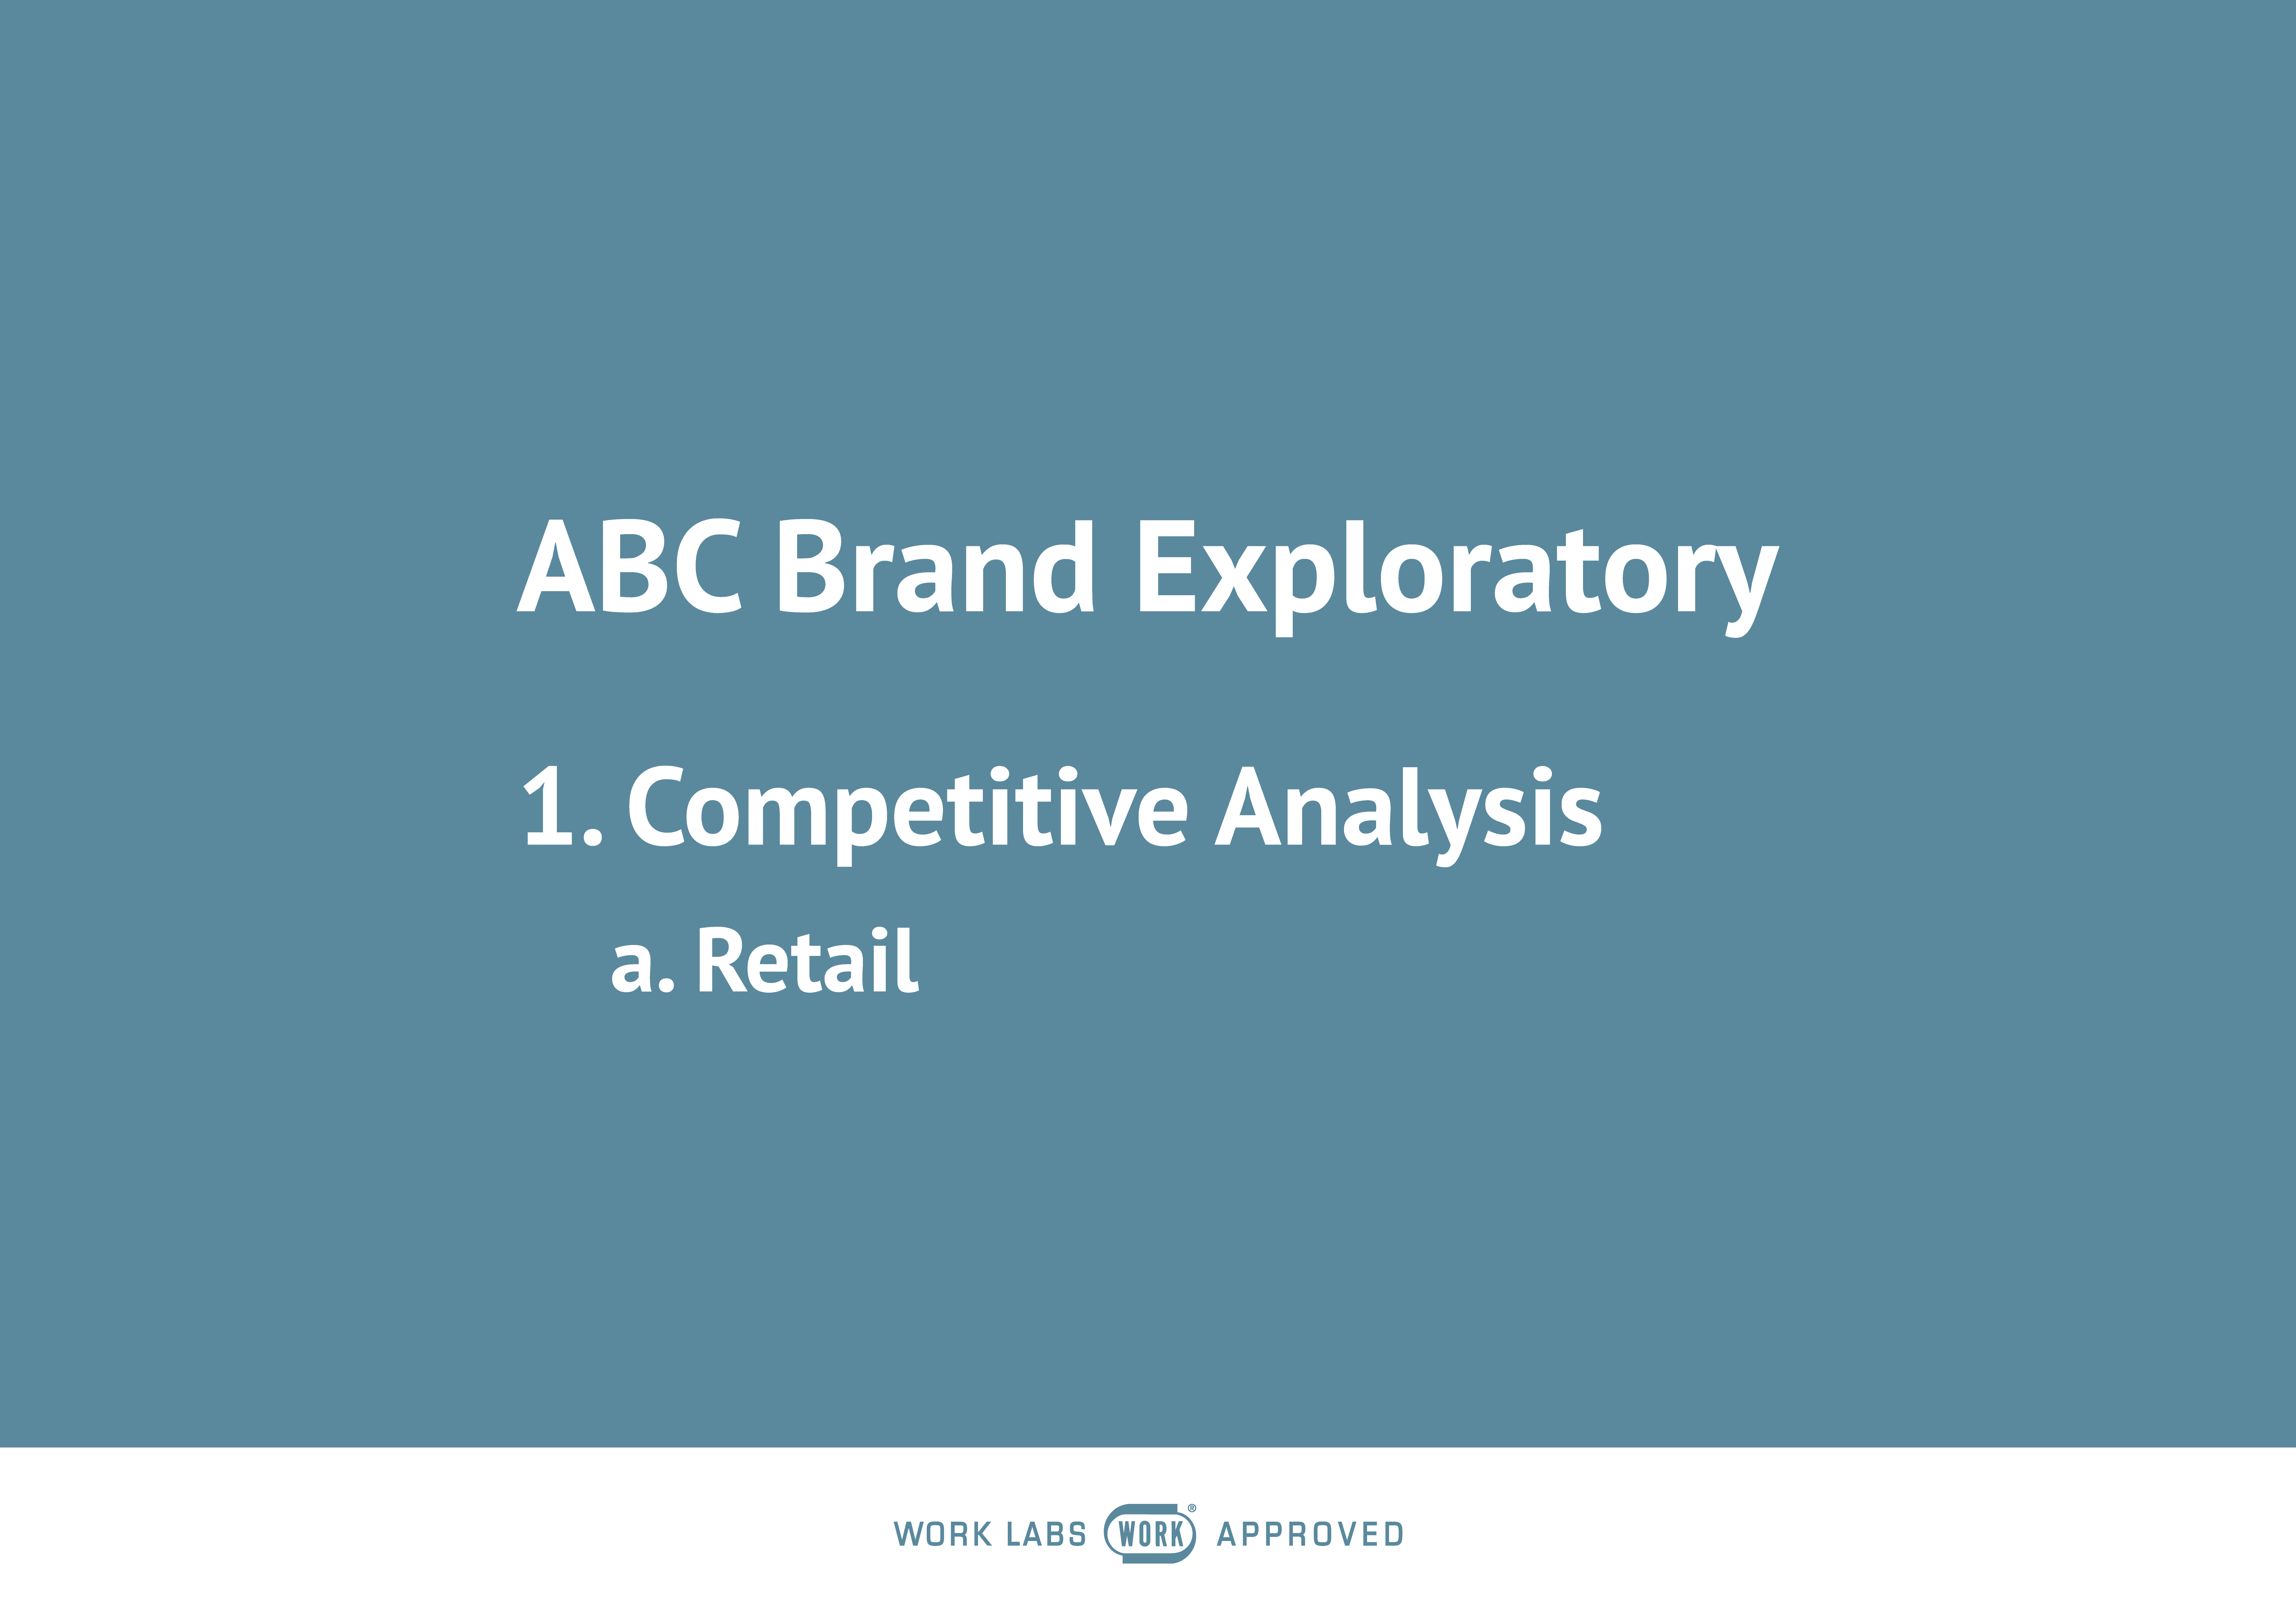 ABC Brand Exploratory
1. Competitive Analysis
a. Retail
WORK LABS WORK® APPROVED